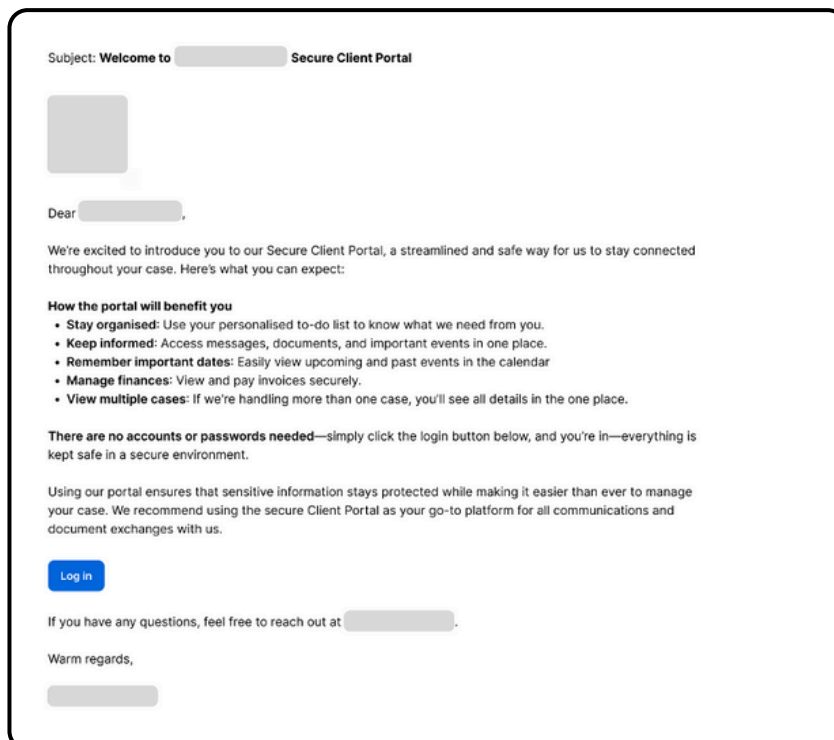 Subject: Welcome to Secure Client Portal
Dear ,
We're excited to introduce you to our Secure Client Portal, a streamlined and safe way for us to stay connected
throughout your case. Here's what you can expect:
How the portal will benefit you
• Stay organised: Use your personalised to-do list to know what we need from you.
• Keep informed: Access messages, documents, and important events in one place.
• Remember important dates: Easily view upcoming and past events in the calendar
• Manage finances: View and pay invoices securely.
• View multiple cases: If we're handling more than one case, you'll see all details in the one place.
There are no accounts or passwords needed—simply click the login button below, and you're in—everything is
kept safe in a secure environment.
Using our portal ensures that sensitive information stays protected while making it easier than ever to manage
your case. We recommend using the secure Client Portal as your go-to platform for all communications and
document exchanges with us.
Log in
If you have any questions, feel free to reach out at .
Warm regards,